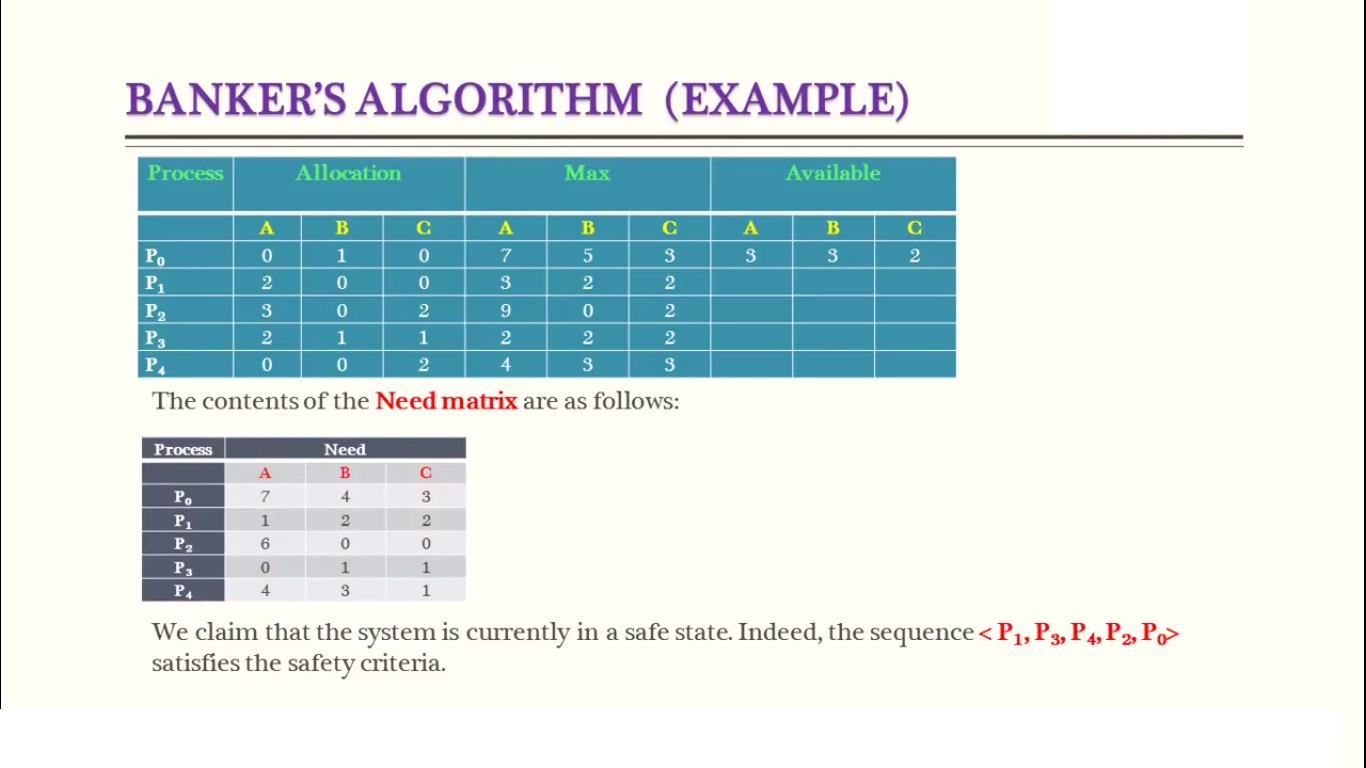 BANKER'S ALGORITHM (EXAMPLE)
Process Allocation Max Available
A B C A B C A B C
P₀ 0 1 0 7 5 3 3 3 2
P₁ 2 0 0 3 2 2
P₂ 3 0 2 9 0 2
P₃ 2 1 1 2 2 2
P₄ 0 0 2 4 3 3
The contents of the Need matrix are as follows:
Process Need
A B C
P₀ 7 4 3
P₁ 1 2 2
P₂ 6 0 0
P₃ 0 1 1
P₄ 4 3 1
We claim that the system is currently in a safe state. Indeed, the sequence < P₁, P₃, P₄, P₂, P₀>
satisfies the safety criteria.